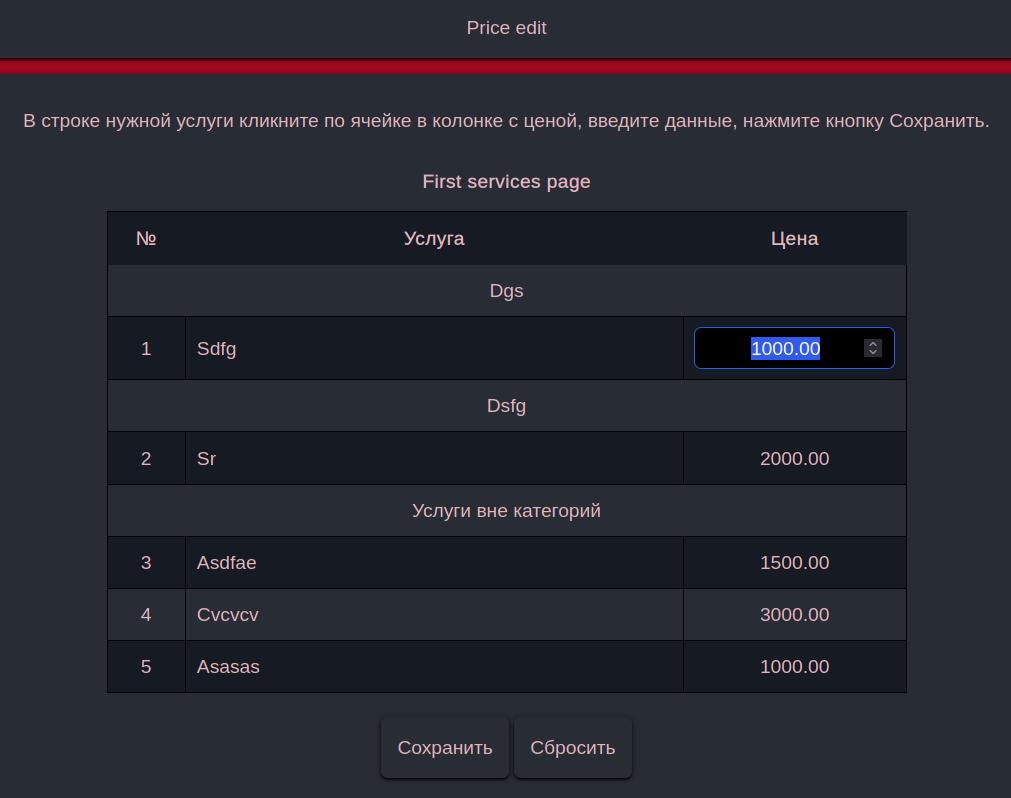 Price edit
В строке нужной услуги кликните по ячейке в колонке с ценой, введите данные, нажмите кнопку Сохранить.
First services page
№ Услуга Цена
Dgs
1 Sdfg 1000.00
Dsfg
2 Sr 2000.00
Услуги вне категорий
3 Asdfae 1500.00
4 Cvcvcv 3000.00
5 Asasas 1000.00
Сохранить Сбросить